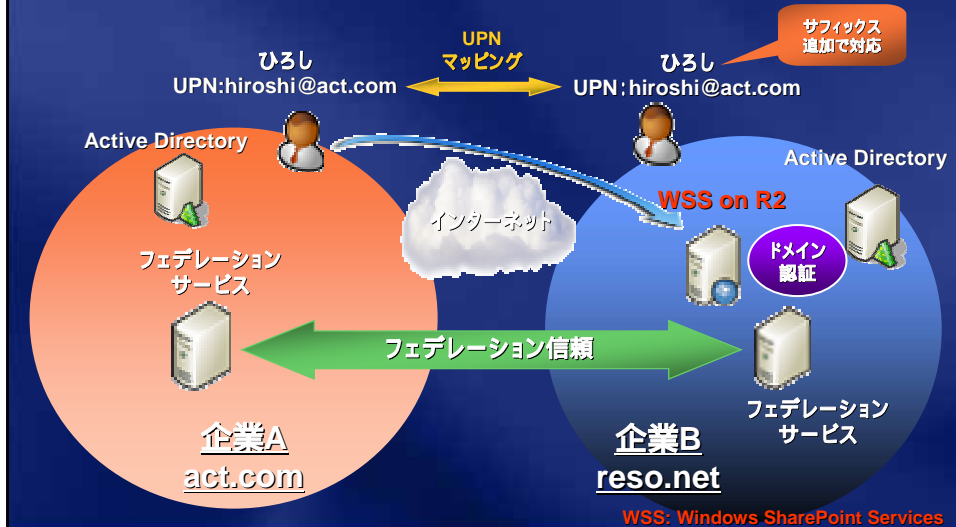 サフィックス
追加で対応
UPN
マッピング
ひろし
UPN:hiroshi@act.com
ひろし
UPN:hiroshi@act.com
Active Directory
Active Directory
WSS on R2
インターネット
ドメイン
認証
フェデレーション
サービス
フェデレーション信頼
フェデレーション
サービス
企業A
act.com
企業B
reso.net
WSS: Windows SharePoint Services